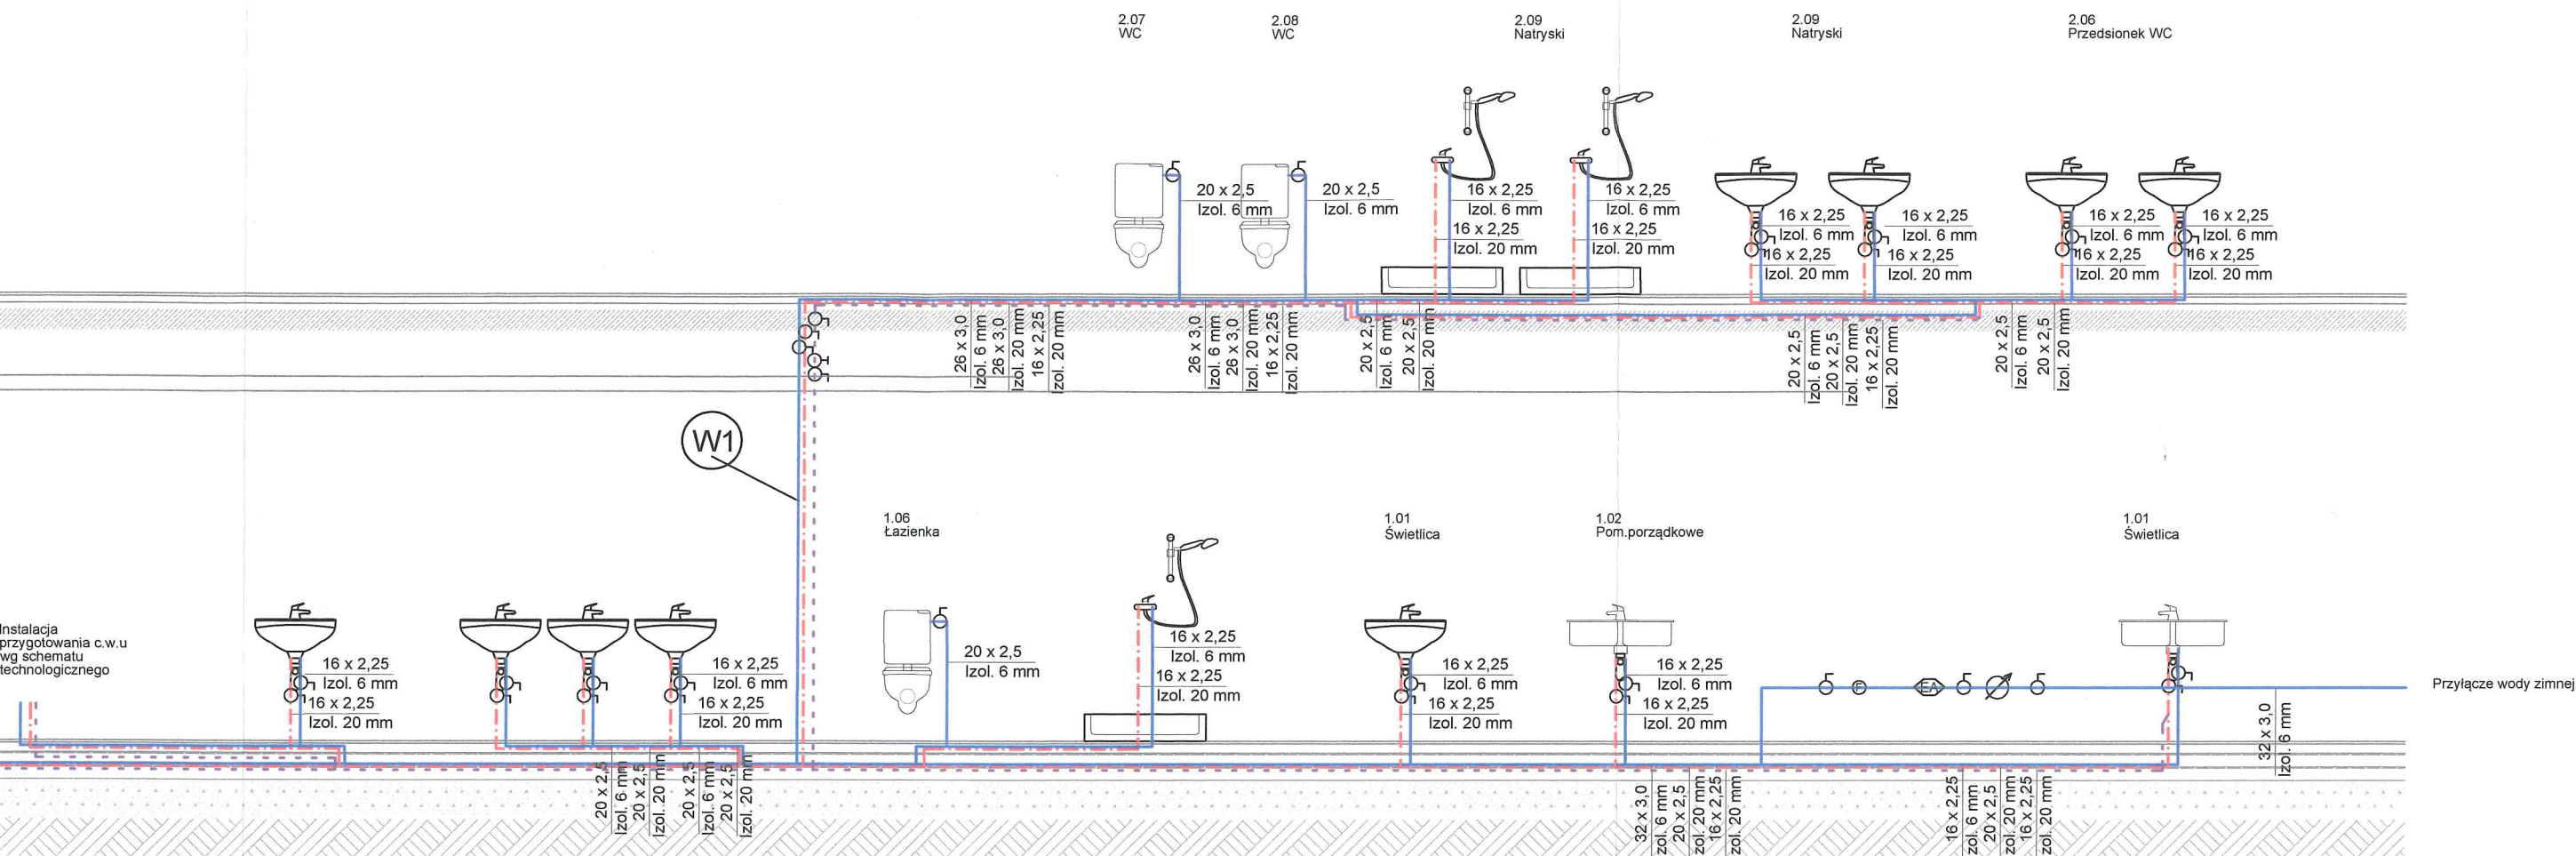 2.07
WC
2.08
WC
2.09
Natryski
2.09
Natryski
2.06
Przedsionek WC
20 x 2,5
Izol. 6 mm
20 x 2,5
Izol. 6 mm
16 x 2,25
Izol. 6 mm
16 x 2,25
Izol. 20 mm
16 x 2,25
Izol. 6 mm
16 x 2,25
Izol. 20 mm
16 x 2,25
Izol. 6 mm
16 x 2,25
Izol. 20 mm
16 x 2,25
Izol. 6 mm
16 x 2,25
Izol. 20 mm
16 x 2,25
Izol. 6 mm
16 x 2,25
Izol. 20 mm
16 x 2,25
Izol. 6 mm
16 x 2,25
Izol. 20 mm
26 x 3,0
Izol. 6 mm
26 x 3,0
Izol. 20 mm
16 x 2,25
Izol. 20 mm
26 x 3,0
Izol. 6 mm
26 x 3,0
Izol. 20 mm
16 x 2,25
Izol. 20 mm
20 x 2,5
Izol. 6 mm
20 x 2,5
Izol. 20 mm
20 x 2,5
Izol. 6 mm
20 x 2,5
Izol. 20 mm
16 x 2,25
Izol. 20 mm
20 x 2,5
Izol. 6 mm
20 x 2,5
Izol. 20 mm
W1
1.06
Łazienka
1.01
Świetlica
1.02
Pom.porządkowe
1.01
Świetlica
Instalacja
przygotowania c.w.u
wg schematu
technologicznego
16 x 2,25
Izol. 6 mm
16 x 2,25
Izol. 20 mm
16 x 2,25
Izol. 6 mm
16 x 2,25
Izol. 20 mm
20 x 2,5
Izol. 6 mm
16 x 2,25
Izol. 6 mm
16 x 2,25
Izol. 20 mm
16 x 2,25
Izol. 6 mm
16 x 2,25
Izol. 20 mm
16 x 2,25
Izol. 6 mm
16 x 2,25
Izol. 20 mm
F
EA
Przyłącze wody zimnej
32 x 3,0
Izol. 6 mm
20 x 2,5
Izol. 6 mm
20 x 2,5
Izol. 20 mm
20 x 2,5
Izol. 6 mm
20 x 2,5
Izol. 20 mm
32 x 3,0
zol. 6 mm
20 x 2,5
zol. 20 mm
16 x 2,25
zol. 20 mm
16 x 2,25
zol. 6 mm
20 x 2,5
zol. 20 mm
16 x 2,25
zol. 20 mm